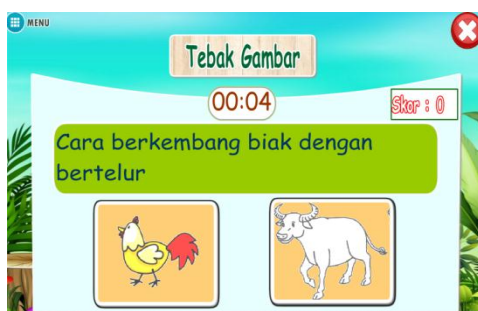 MENU
Tebak Gambar
00:04
Skor : 0
Cara berkembang biak dengan
bertelur